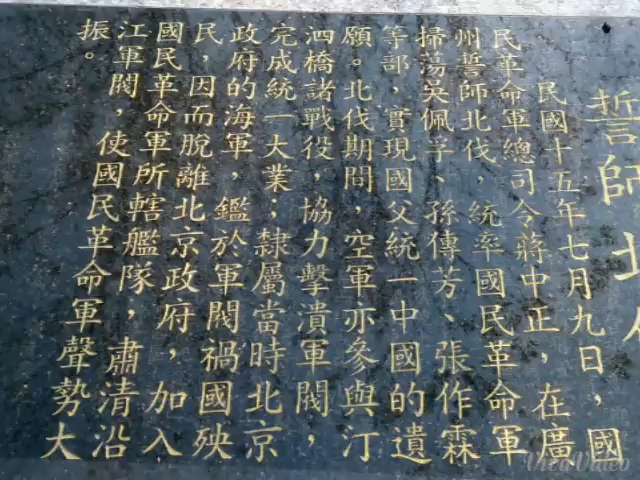 誓師北伐
民國十五年七月九日，國
民革命軍總司令蔣中正，在廣
州誓師北伐，統率國民革命軍
掃蕩吳佩孚、孫傳芳、張作霖
等部，實現國父統一中國的遺
願。北伐期間，空軍亦參與汀
泗橋諸戰役，協力擊潰軍閥，
完成統一大業；隸屬當時北京
政府的海軍，鑑於軍閥禍國殃
民，因而脫離北京政府，加入
國民革命軍所轄艦隊，肅清沿
江軍閥，使國民革命軍聲勢大
振。
VivaVideo